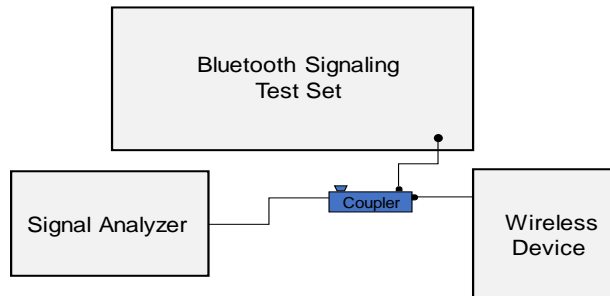 Bluetooth Signaling
Test Set
Signal Analyzer
Coupler
Wireless
Device